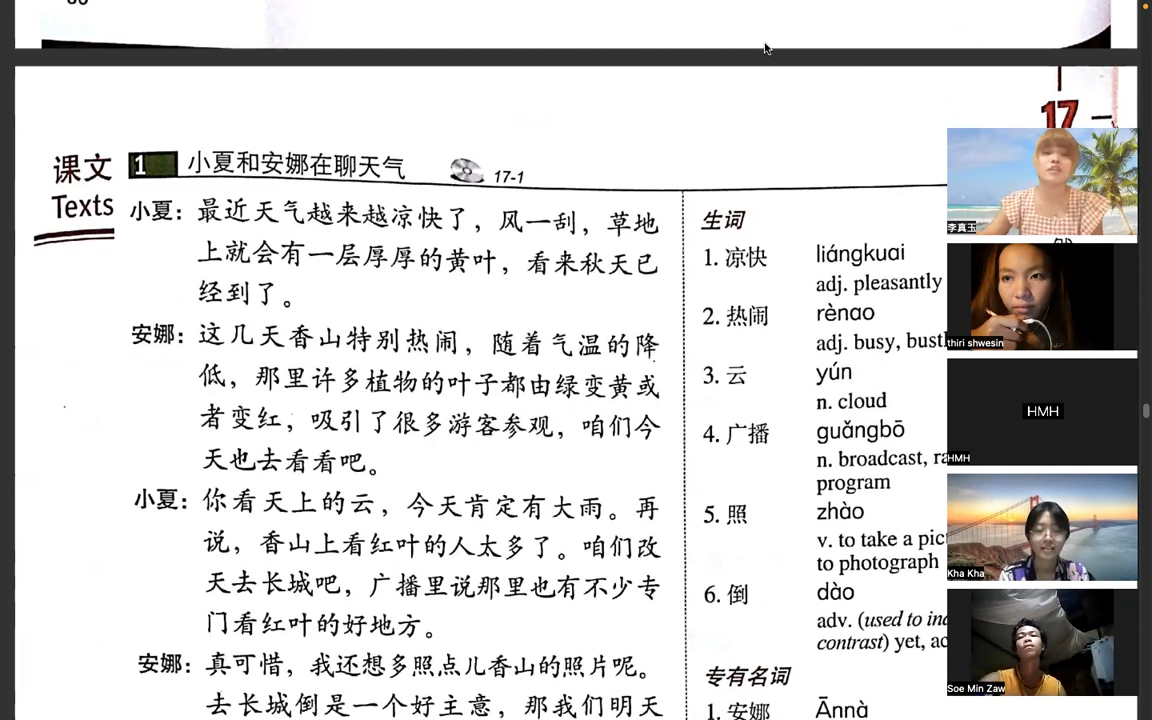 17
课文
Texts
1 小夏和安娜在聊天气 17-1
小夏：最近天气越来越凉快了，风一刮，草地
上就会有一层厚厚的黄叶，看来秋天已
经到了。
安娜：这几天香山特别热闹，随着气温的降
低，那里许多植物的叶子都由绿变黄或
者变红，吸引了很多游客参观，咱们今
天也去看看吧。
小夏：你看天上的云，今天肯定有大雨。再
说，香山上看红叶的人太多了。咱们改
天去长城吧，广播里说那里也有不少专
门看红叶的好地方。
安娜：真可惜，我还想多照点儿香山的照片呢。
去长城倒是一个好主意，那我们明天
生词
1. 凉快 liángkuai
adj. pleasantly
2. 热闹 rènao
adj. busy, bustl
3. 云 yún
n. cloud
4. 广播 guǎngbō
n. broadcast, ra
program
5. 照 zhào
v. to take a pic
to photograph
6. 倒 dào
adv. (used to ind
contrast) yet, ac
专有名词
1. 安娜 Ānnà
李真玉
thiri shwesin
HMH
HMH
Kha Kha
Soe Min Zaw